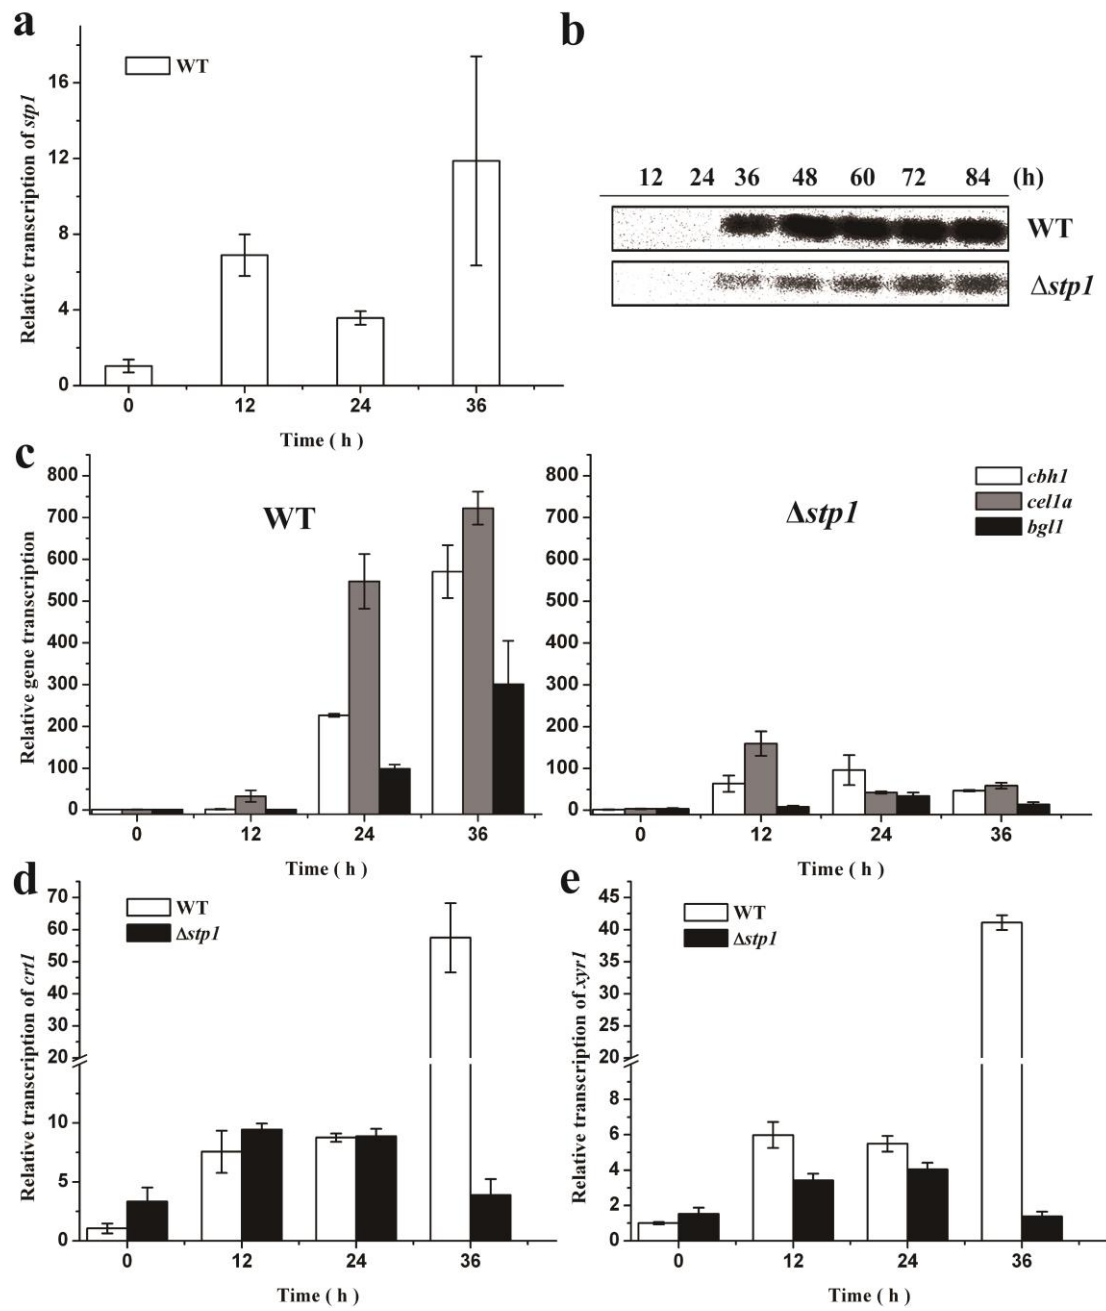 a
Relative transcription of stp1
16
12
8
4
0
WT
0 12 24 36
Time ( h )
b
12 24 36 48 60 72 84 (h)
WT
Δstp1
c
Relative gene transcription
800
700
600
500
400
300
200
100
0
WT
0 12 24 36
Time ( h )
800
700
600
500
400
300
200
100
0
Δstp1
cbh1
cel1a
bgl1
0 12 24 36
Time ( h )
d
Relative transcription of crt1
70
60
50
40
30
20
10
5
0
WT
Δstp1
0 12 24 36
Time ( h )
e
Relative transcription of xyr1
45
40
35
30
25
20
8
6
4
2
0
WT
Δstp1
0 12 24 36
Time ( h )